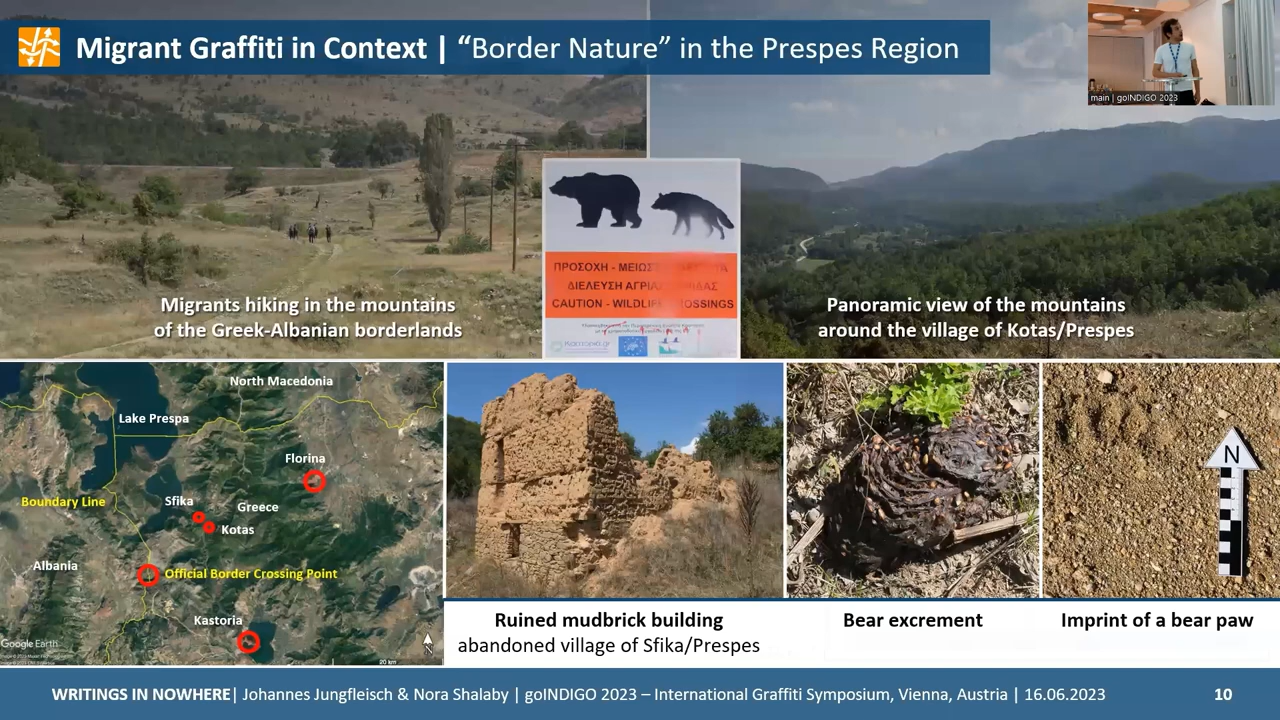 Migrant Graffiti in Context | “Border Nature” in the Prespes Region
main | goINDIGO 2023
ΠΡΟΣΟΧΗ - ΜΕΙΩΣ
ΔΙΕΛΕΥΣΗ ΑΓΡΙΑ
CAUTION - WILDLIFE CROSSINGS
Migrants hiking in the mountains
of the Greek-Albanian borderlands
Panoramic view of the mountains
around the village of Kotas/Prespes
North Macedonia
Lake Prespa
Florina
Boundary Line
Sfika
Greece
Kotas
Albania
Official Border Crossing Point
Kastoria
Google Earth
N
20 km
N
Ruined mudbrick building
abandoned village of Sfika/Prespes
Bear excrement
Imprint of a bear paw
WRITINGS IN NOWHERE| Johannes Jungfleisch & Nora Shalaby | goINDIGO 2023 – International Graffiti Symposium, Vienna, Austria | 16.06.2023
10